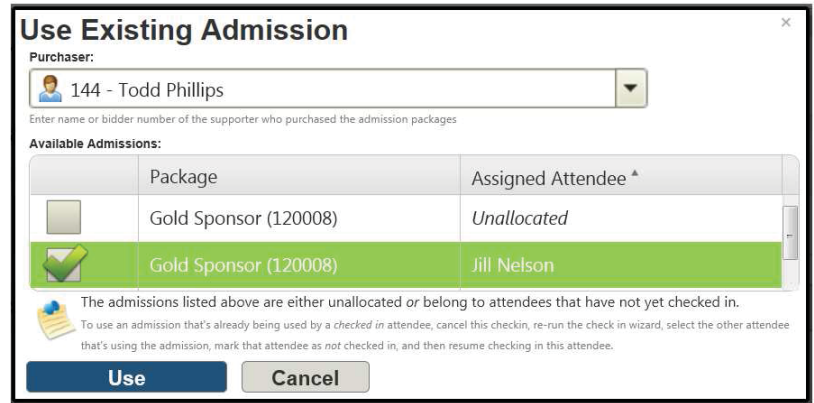 Use Existing Admission
×
Purchaser:
144 - Todd Phillips
Enter name or bidder number of the supporter who purchased the admission packages
Available Admissions:
Package Assigned Attendee
Gold Sponsor (120008) Unallocated
Gold Sponsor (120008) Jill Nelson
The admissions listed above are either unallocated or belong to attendees that have not yet checked in.
To use an admission that's already being used by a checked in attendee, cancel this checkin, re-run the check in wizard, select the other attendee
that's using the admission, mark that attendee as not checked in, and then resume checking in this attendee.
Use Cancel